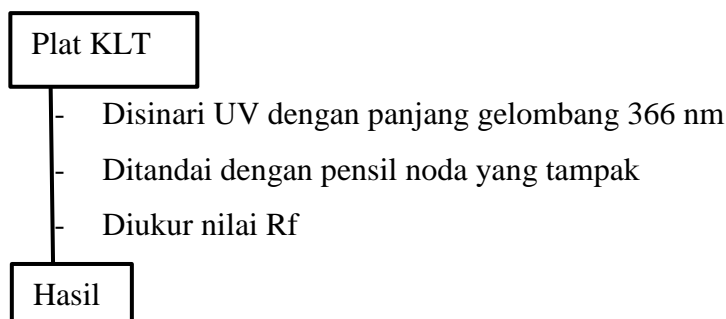 Plat KLT
- Disinari UV dengan panjang gelombang 366 nm
- Ditandai dengan pensil noda yang tampak
- Diukur nilai Rf
Hasil